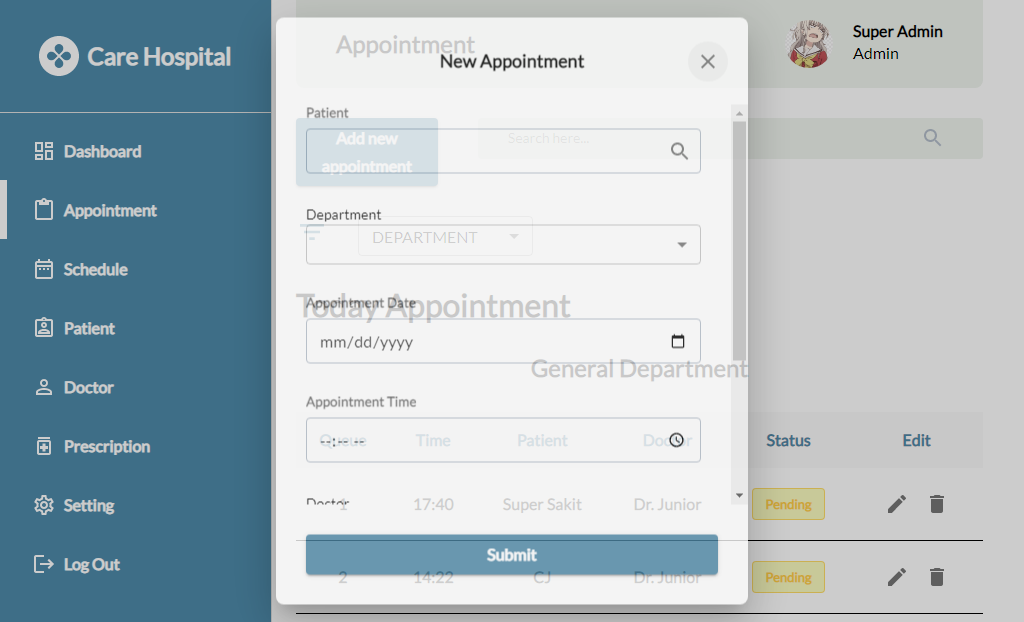 Care Hospital
Dashboard
Appointment
Schedule
Patient
Doctor
Prescription
Setting
Log Out
Appointment
Super Admin
Admin
New Appointment
Patient
Add new
appointment
Search here...
Department
DEPARTMENT
Appointment Date
Today Appointment
mm/dd/yyyy
General Department
Appointment Time
--:-- --
Queue Time Patient Doctor Status Edit
Doctor
1 17:40 Super Sakit Dr. Junior Pending
Submit
2 14:22 CJ Dr. Junior Pending